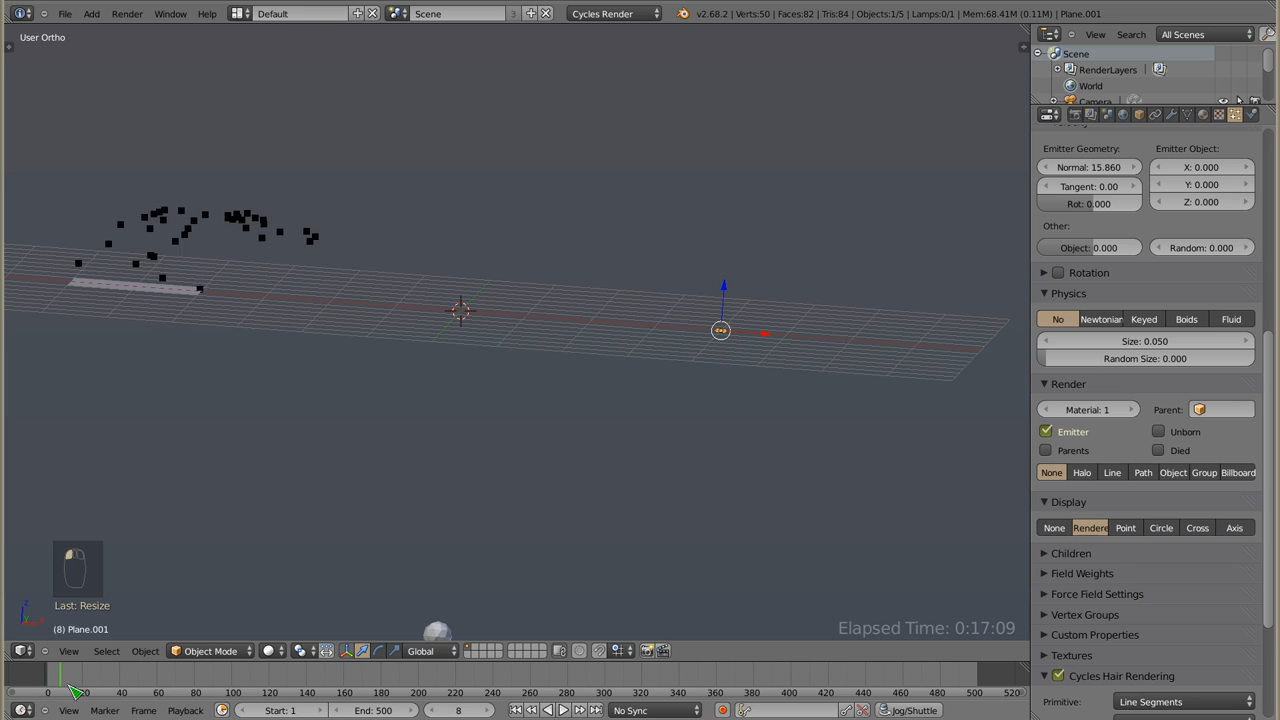 File Add Render Window Help Default Scene 3 Cycles Render v2.68.2 | Verts:50 | Faces:82 | Tris:84 | Objects:1/5 | Lamps:0/1 | Mem:68.41M (0.11M) | Plane.001
User Ortho
View Search All Scenes
Scene
RenderLayers
World
Camera
Emitter Geometry: Emitter Object:
Normal: 15.860 X: 0.000
Tangent: 0.00 Y: 0.000
Rot: 0.000 Z: 0.000
Other:
Object: 0.000 Random: 0.000
Rotation
Physics
No Newtonian Keyed Boids Fluid
Size: 0.050
Random Size: 0.000
Render
Material: 1 Parent:
Emitter Unborn
Parents Died
None Halo Line Path Object Group Billboard
Display
None Rendere Point Circle Cross Axis
Children
Field Weights
Force Field Settings
Vertex Groups
Custom Properties
Textures
Cycles Hair Rendering
Primitive: Line Segments
Last: Resize
(8) Plane.001
Elapsed Time: 0:17:09
View Select Object Object Mode Global
0 20 40 60 80 100 120 140 160 180 200 220 240 260 280 300 320 340 360 380 400 420 440 460 480 500 520
View Marker Frame Playback Start: 1 End: 500 8 No Sync Jog/Shuttle